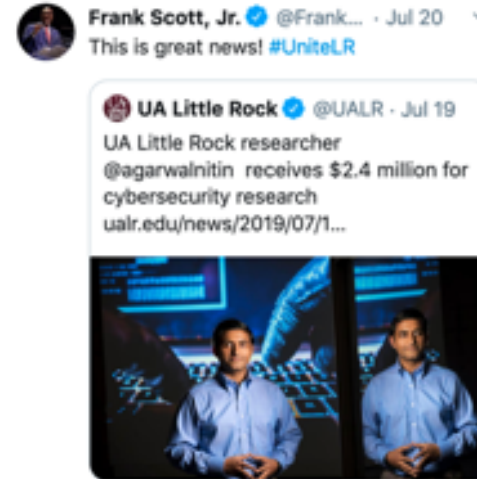 Frank Scott, Jr. @Frank... · Jul 20
This is great news! #UniteLR
UA Little Rock @UALR · Jul 19
UA Little Rock researcher
@agarwalnitin receives $2.4 million for
cybersecurity research
ualr.edu/news/2019/07/1...